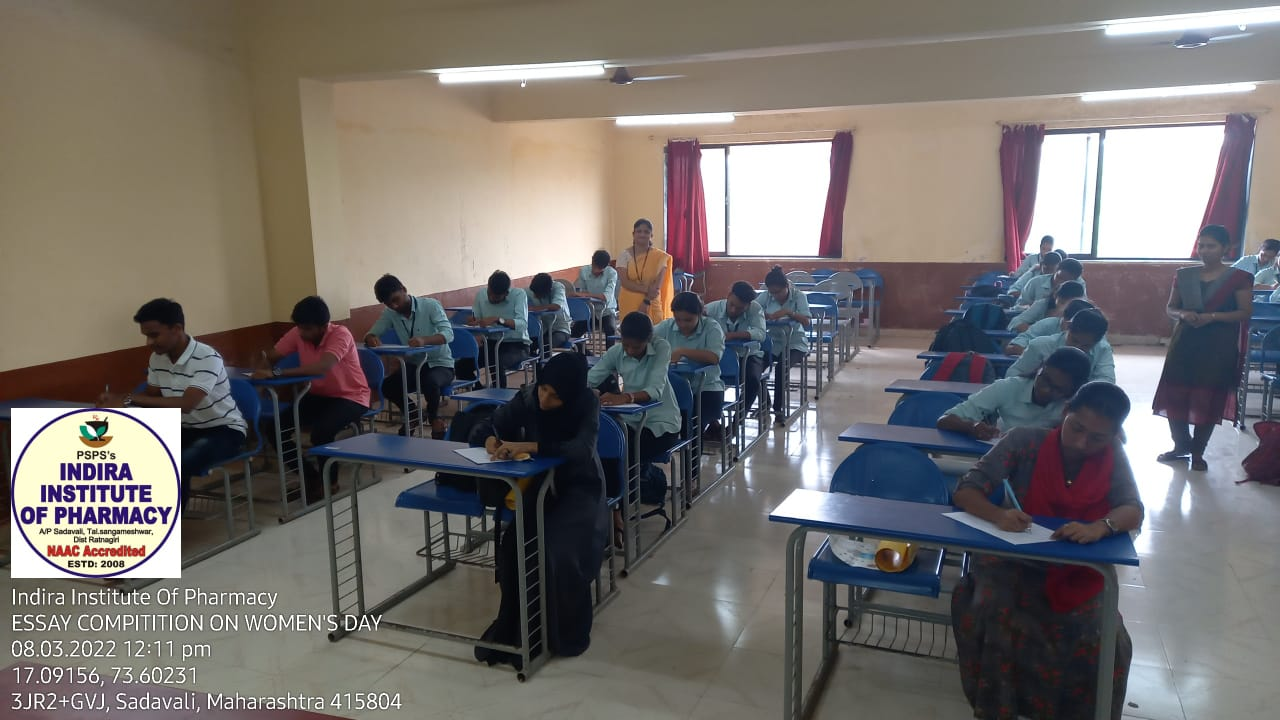 PSPS's
INDIRA
INSTITUTE
OF PHARMACY
A/P Sadavali, Tal.sangameshwar,
Dist Ratnagiri
NAAC Accredited
ESTD: 2008
Indira Institute Of Pharmacy
ESSAY COMPITITION ON WOMEN'S DAY
08.03.2022 12:11 pm
17.09156, 73.60231
3JR2+GVJ, Sadavali, Maharashtra 415804